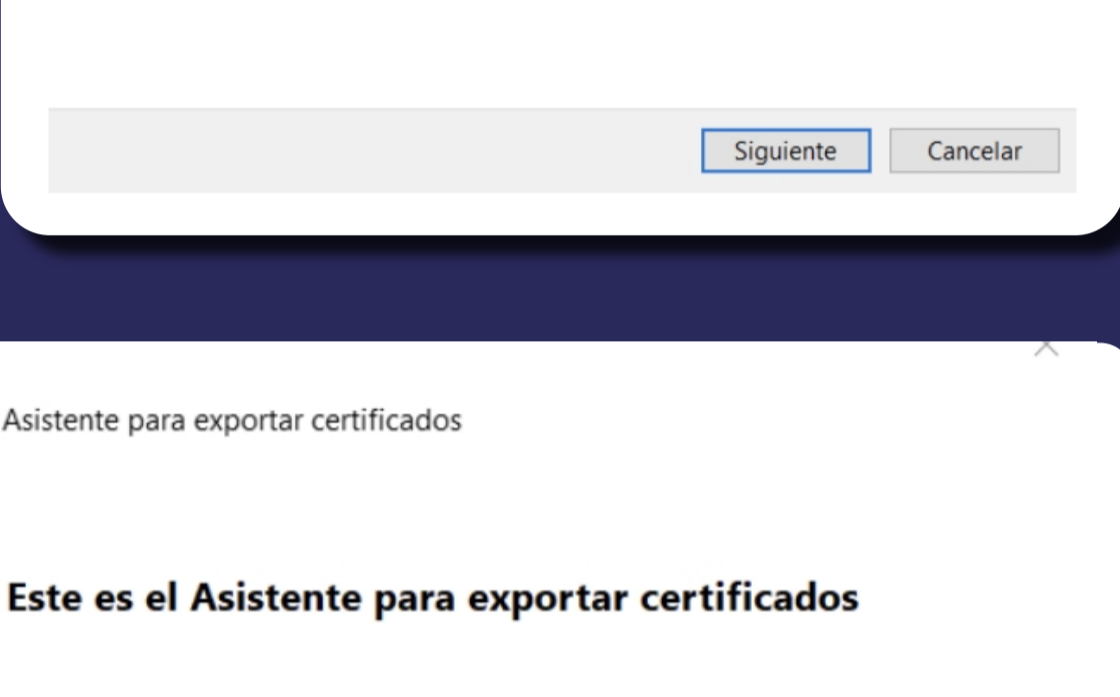 Siguiente Cancelar
Asistente para exportar certificados
Este es el Asistente para exportar certificados